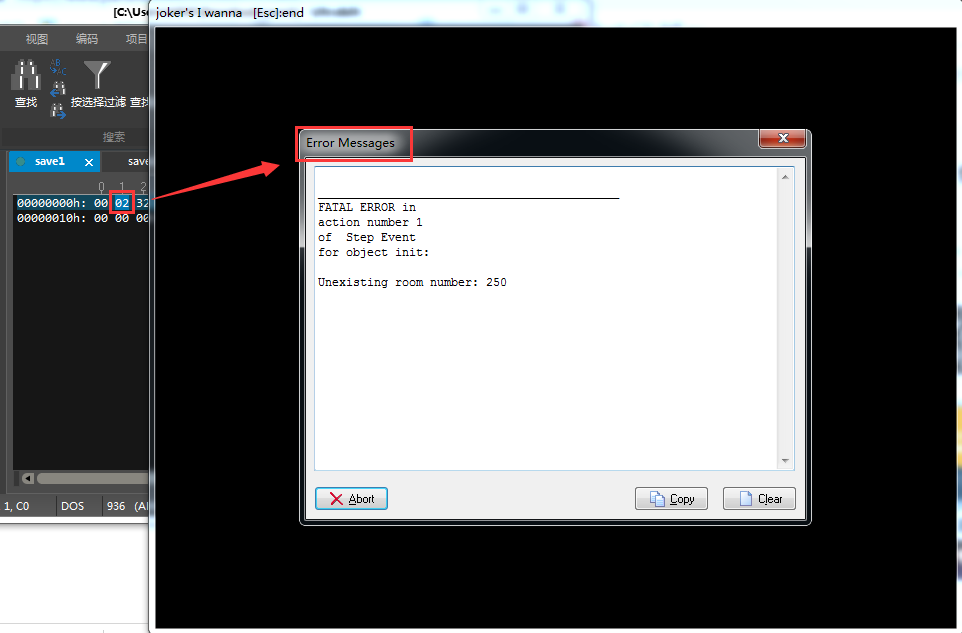 [C:\Use
joker's I wanna [Esc]:end
视图 编码 项目
查找 按选择过滤 查找
搜索
save1 × save
0 1 2
00000000h: 00 02 32
00000010h: 00 00 00
1, C0 DOS 936 (A
Error Messages
FATAL ERROR in
action number 1
of Step Event
for object init:
Unexisting room number: 250
Abort Copy Clear